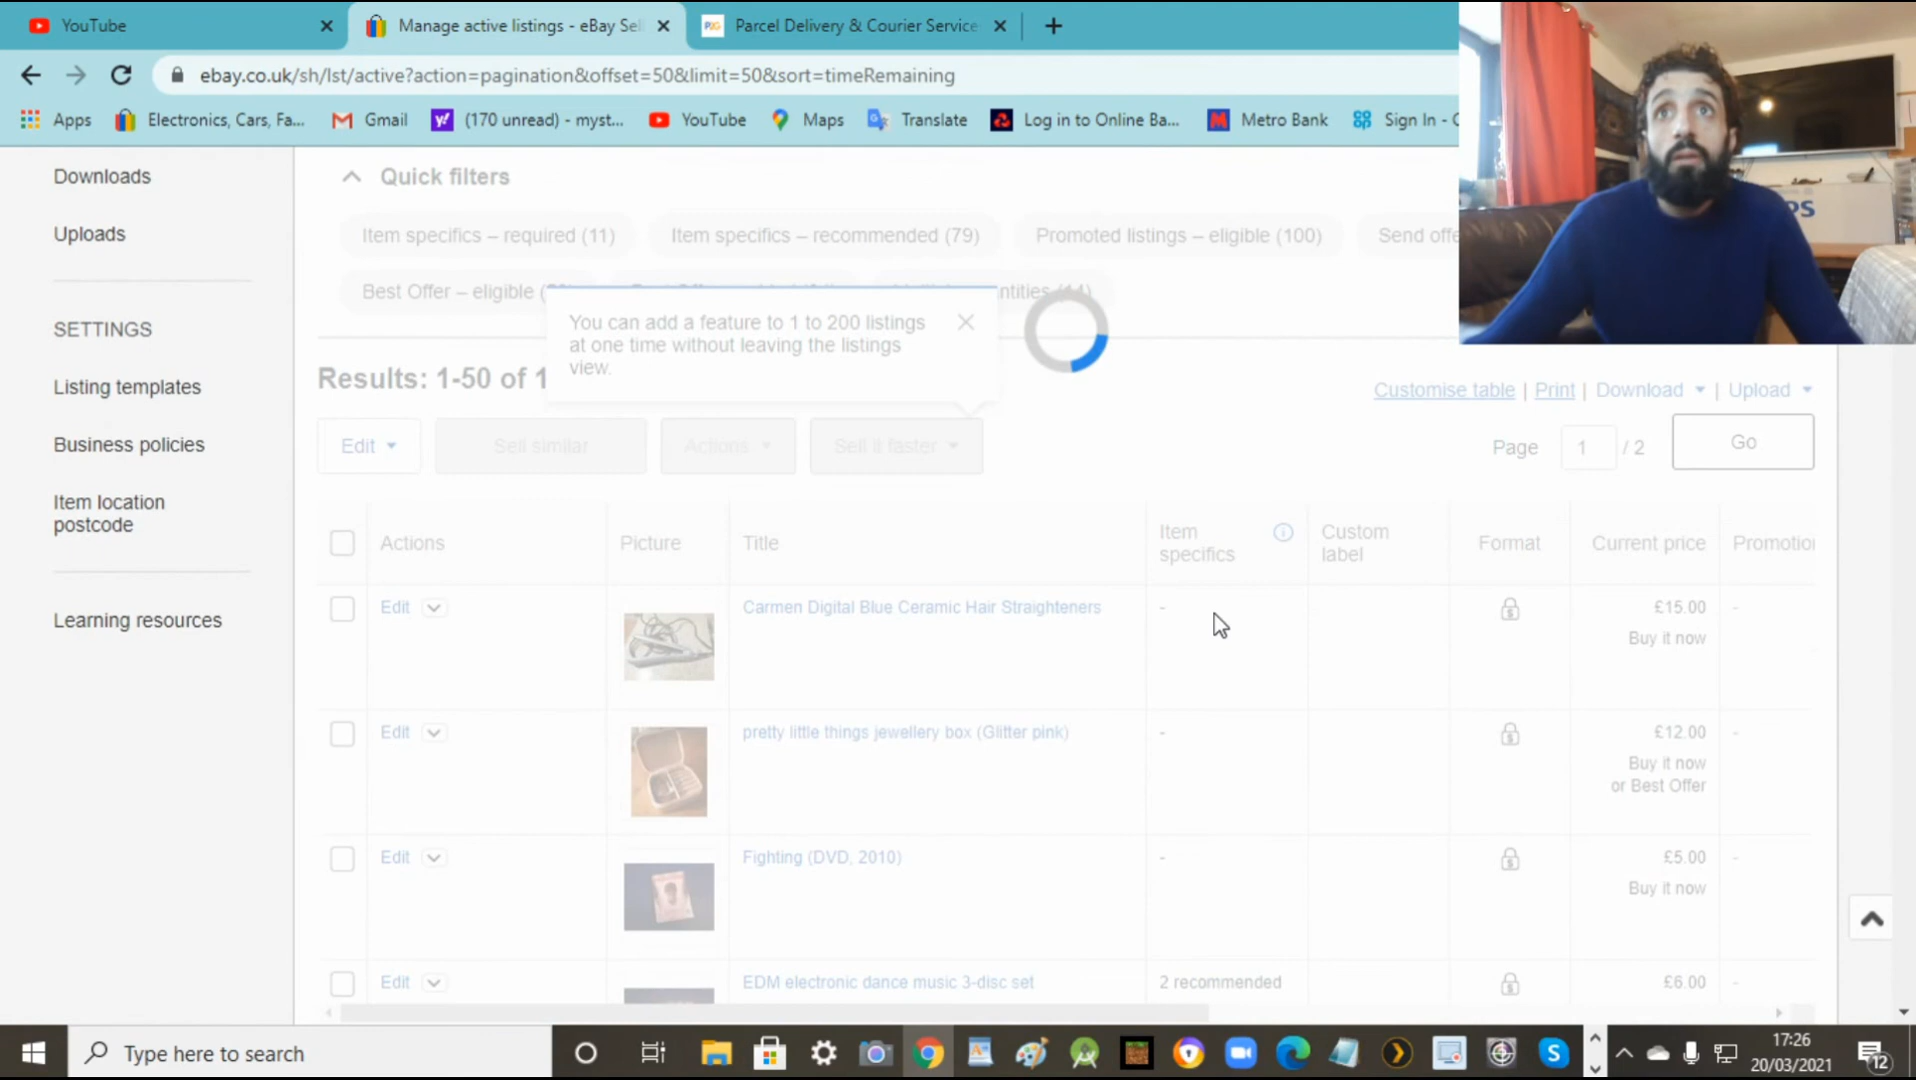 YouTube
Manage active listings - eBay Sel
Parcel Delivery & Courier Service
ebay.co.uk/sh/lst/active?action=pagination&offset=50&limit=50&sort=timeRemaining
Apps
Electronics, Cars, Fa...
Gmail
(170 unread) - myst...
YouTube
Maps
Translate
Log in to Online Ba...
Metro Bank
Sign In - C
Downloads
Uploads
SETTINGS
Listing templates
Business policies
Item location
postcode
Learning resources
Quick filters
Item specifics – required (11)
Item specifics – recommended (79)
Promoted listings – eligible (100)
Send offe
Best Offer – eligible
You can add a feature to 1 to 200 listings
at one time without leaving the listings
view.
Results: 1-50 of 1
Customise table | Print | Download | Upload
Edit
Sell similar
Actions
Sell it faster
Page 1 / 2
Go
Actions
Picture
Title
Item
specifics
Custom
label
Format
Current price
Promotion
Edit
Carmen Digital Blue Ceramic Hair Straighteners
-
£15.00
-
Buy it now
Edit
pretty little things jewellery box (Glitter pink)
-
£12.00
-
Buy it now
or Best Offer
Edit
Fighting (DVD, 2010)
-
£5.00
-
Buy it now
Edit
EDM electronic dance music 3-disc set
2 recommended
£6.00
-
Type here to search
17:26
20/03/2021
12